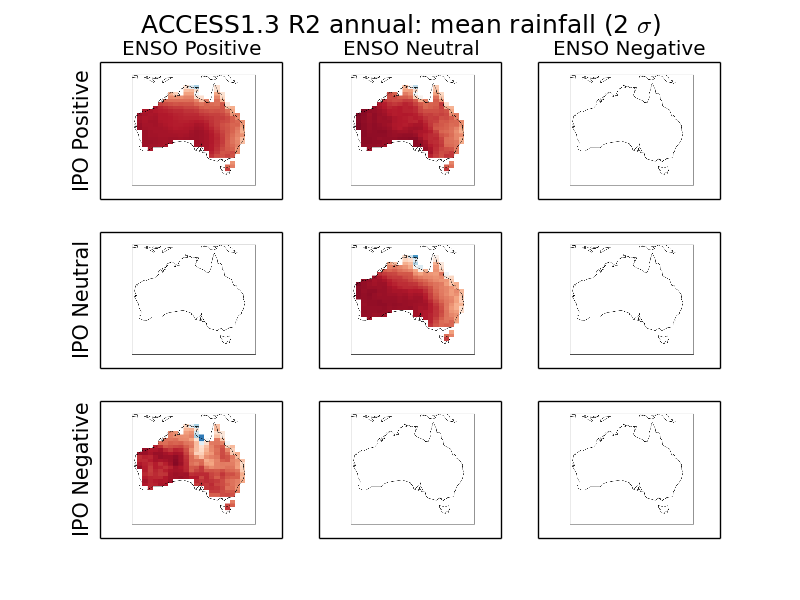 ACCESS1.3 R2 annual: mean rainfall (2 σ)
ENSO Positive
ENSO Neutral
ENSO Negative
IPO Positive
IPO Neutral
IPO Negative